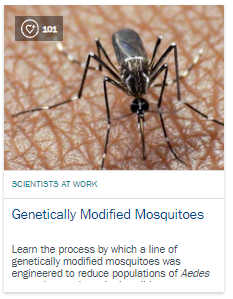 101
SCIENTISTS AT WORK
Genetically Modified Mosquitoes
Learn the process by which a line of
genetically modified mosquitoes was
engineered to reduce populations of Aedes